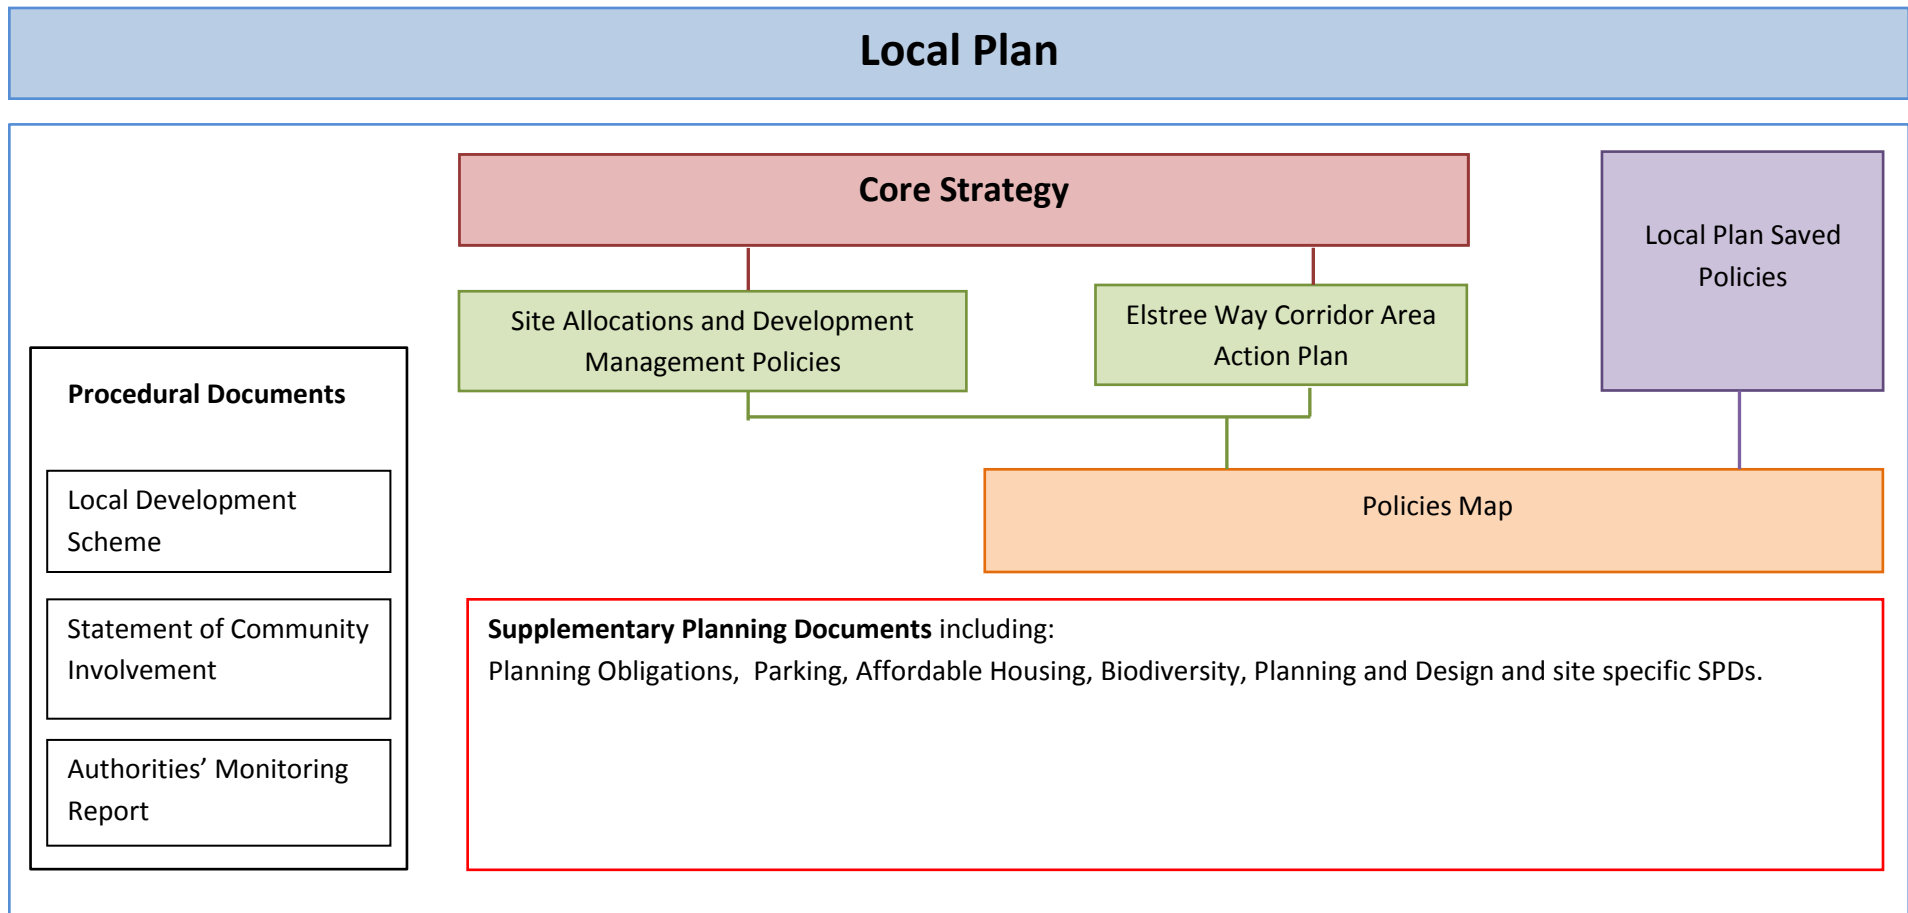 Local Plan
Core Strategy
Local Plan Saved
Policies
Site Allocations and Development
Management Policies
Elstree Way Corridor Area
Action Plan
Procedural Documents
Local Development
Scheme
Statement of Community
Involvement
Authorities’ Monitoring
Report
Policies Map
Supplementary Planning Documents including:
Planning Obligations,  Parking, Affordable Housing, Biodiversity, Planning and Design and site specific SPDs.